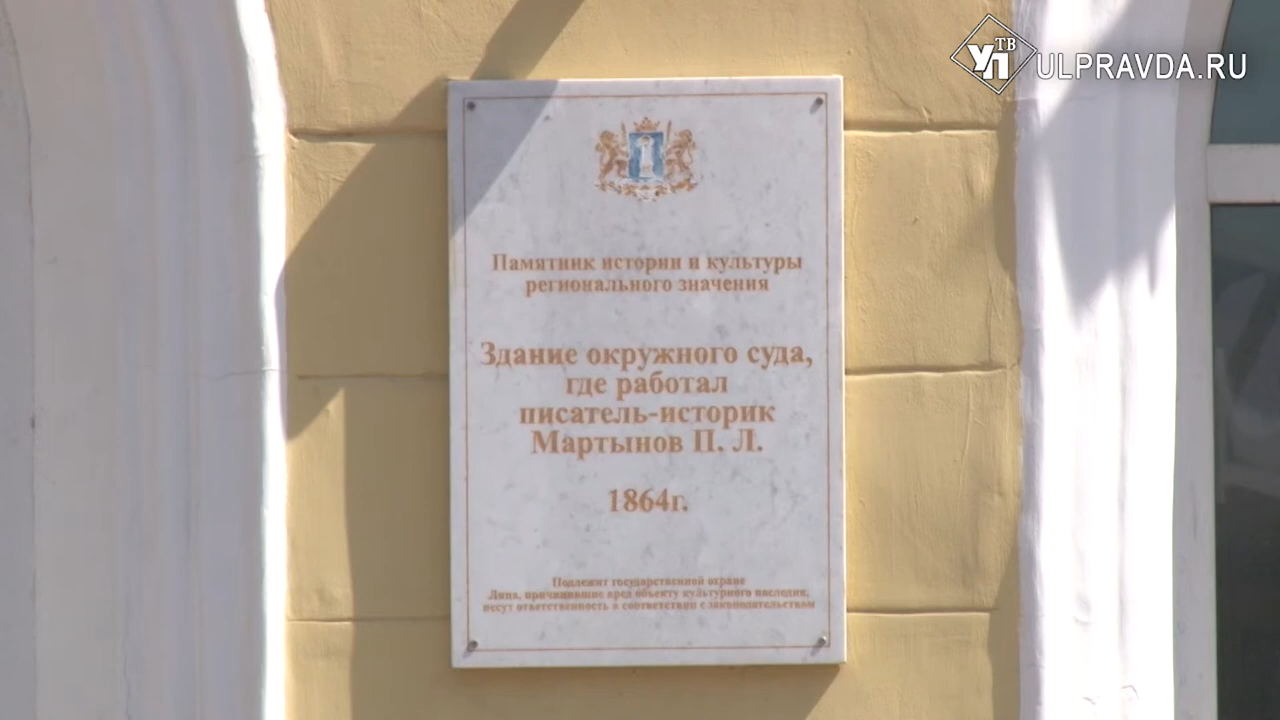 УП ТВ ULPRAVDA.RU
Памятник истории и культуры
регионального значения
Здание окружного суда,
где работал
писатель-историк
Мартынов П. Л.
1864г.
Подлежит государственной охране
Лица, причинившие вред объекту культурного наследия,
несут ответственность в соответствии с законодательством